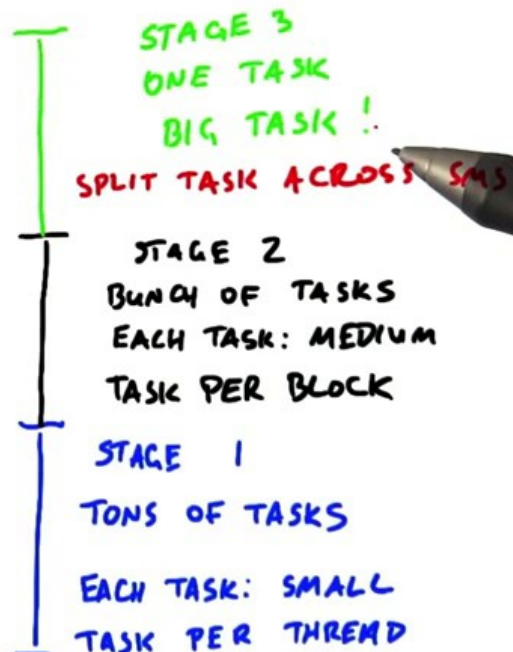 STAGE 3
ONE TASK
BIG TASK!
SPLIT TASK ACROSS SMS
STAGE 2
BUNCH OF TASKS
EACH TASK: MEDIUM
TASK PER BLOCK
STAGE 1
TONS OF TASKS
EACH TASK: SMALL
TASK PER THREAD